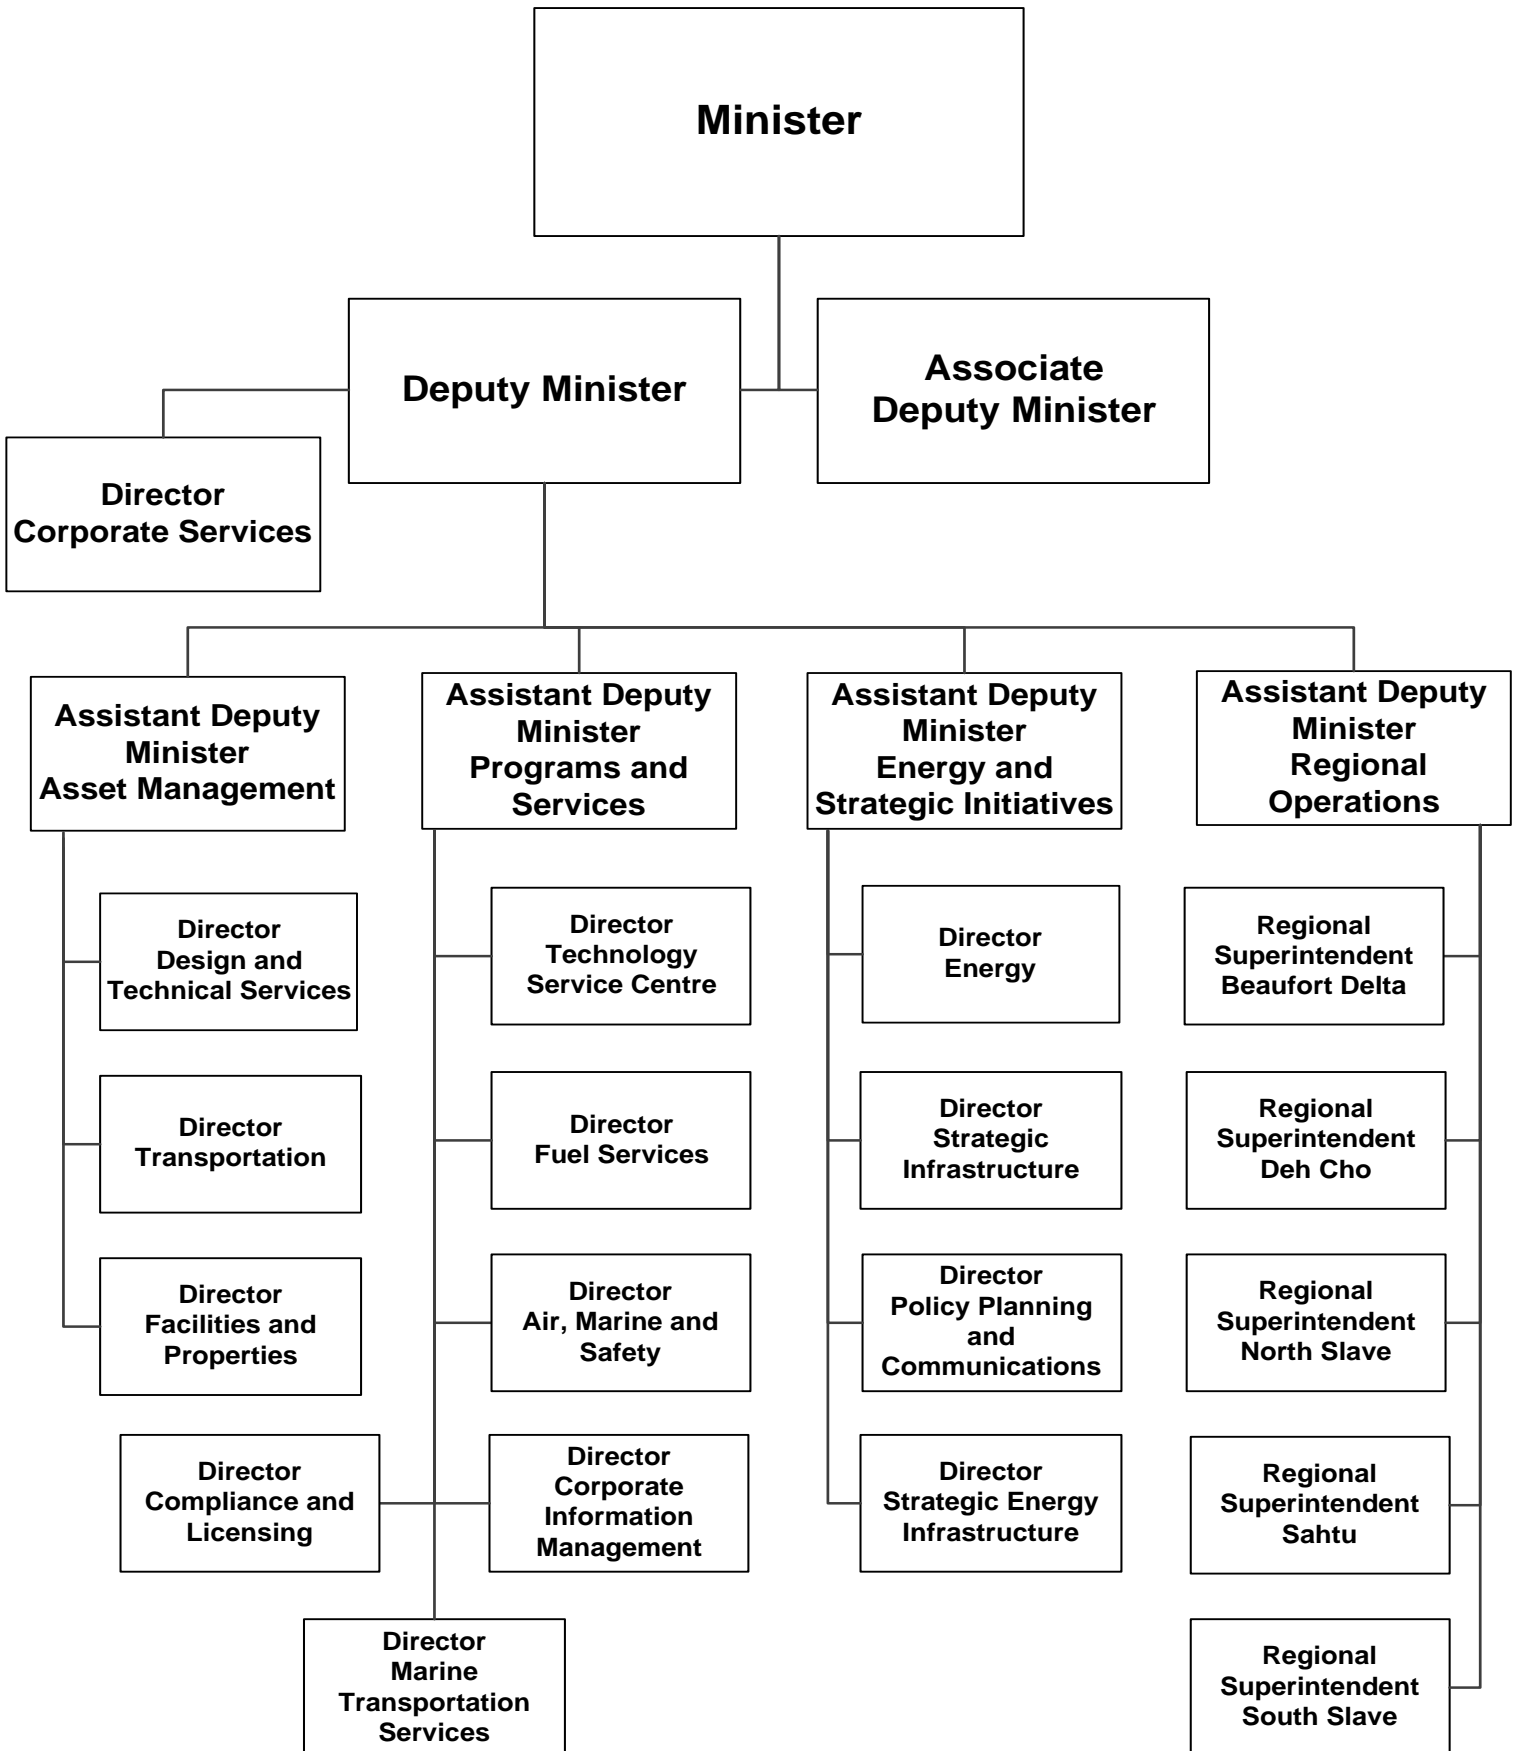 Minister
Deputy Minister
Associate
Deputy Minister
Director
Corporate Services
Assistant Deputy
Minister
Asset Management
Assistant Deputy
Minister
Programs and
Services
Assistant Deputy
Minister
Energy and
Strategic Initiatives
Assistant Deputy
Minister
Regional
Operations
Director
Design and
Technical Services
Director
Transportation
Director
Facilities and
Properties
Director
Technology
Service Centre
Director
Fuel Services
Director
Air, Marine and
Safety
Director
Compliance and
Licensing
Director
Corporate
Information
Management
Director
Marine
Transportation
Services
Director
Energy
Director
Strategic
Infrastructure
Director
Policy Planning
and
Communications
Director
Strategic Energy
Infrastructure
Regional
Superintendent
Beaufort Delta
Regional
Superintendent
Deh Cho
Regional
Superintendent
North Slave
Regional
Superintendent
Sahtu
Regional
Superintendent
South Slave